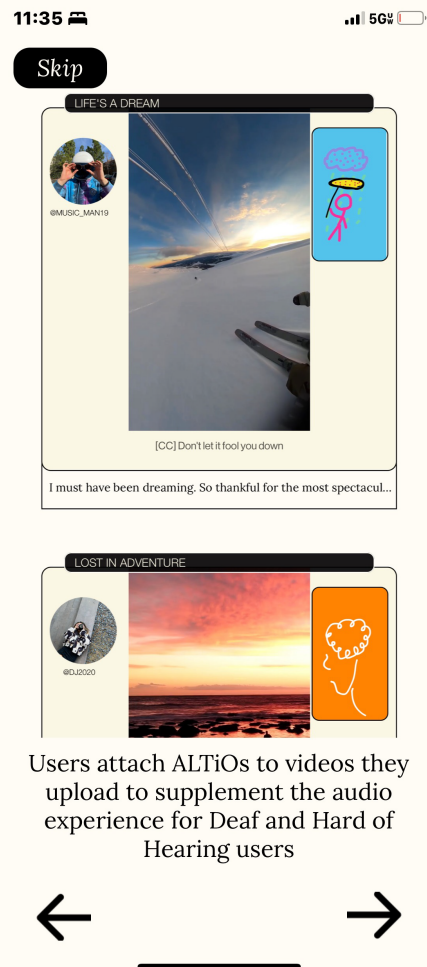 11:35
5G UW
Skip
LIFE'S A DREAM
@MUSIC_MAN19
[CC] Don't let it fool you down
I must have been dreaming. So thankful for the most spectacul...
LOST IN ADVENTURE
@DJ2020
Users attach ALTiOs to videos they
upload to supplement the audio
experience for Deaf and Hard of
Hearing users